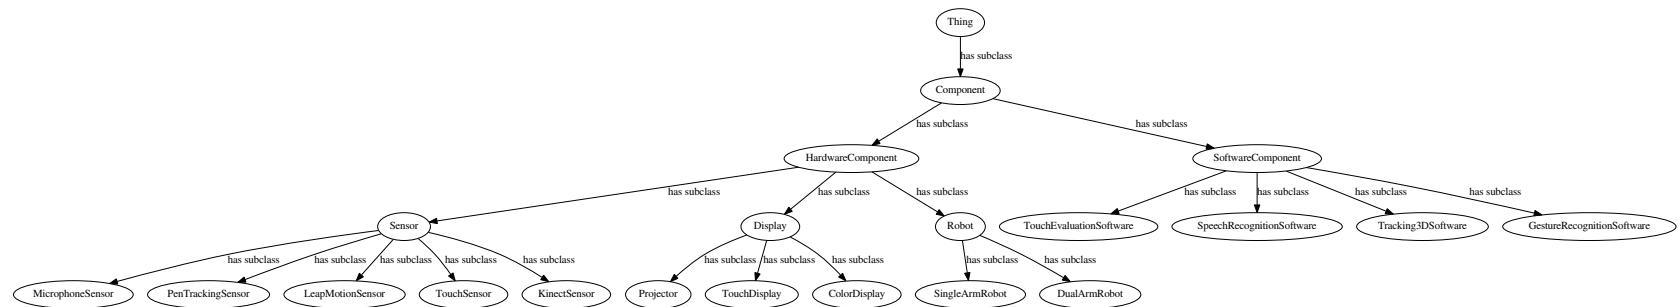 Thing
has subclass
Component
has subclass
has subclass
HardwareComponent
SoftwareComponent
has subclass
has subclass
has subclass
has subclass
has subclass
has subclass
has subclass
Sensor
Display
Robot
TouchEvaluationSoftware
SpeechRecognitionSoftware
Tracking3DSoftware
GestureRecognitionSoftware
has subclass
has subclass
has subclass
has subclass
has subclass
has subclass
has subclass
has subclass
has subclass
has subclass
MicrophoneSensor
PenTrackingSensor
LeapMotionSensor
TouchSensor
KinectSensor
Projector
TouchDisplay
ColorDisplay
SingleArmRobot
DualArmRobot